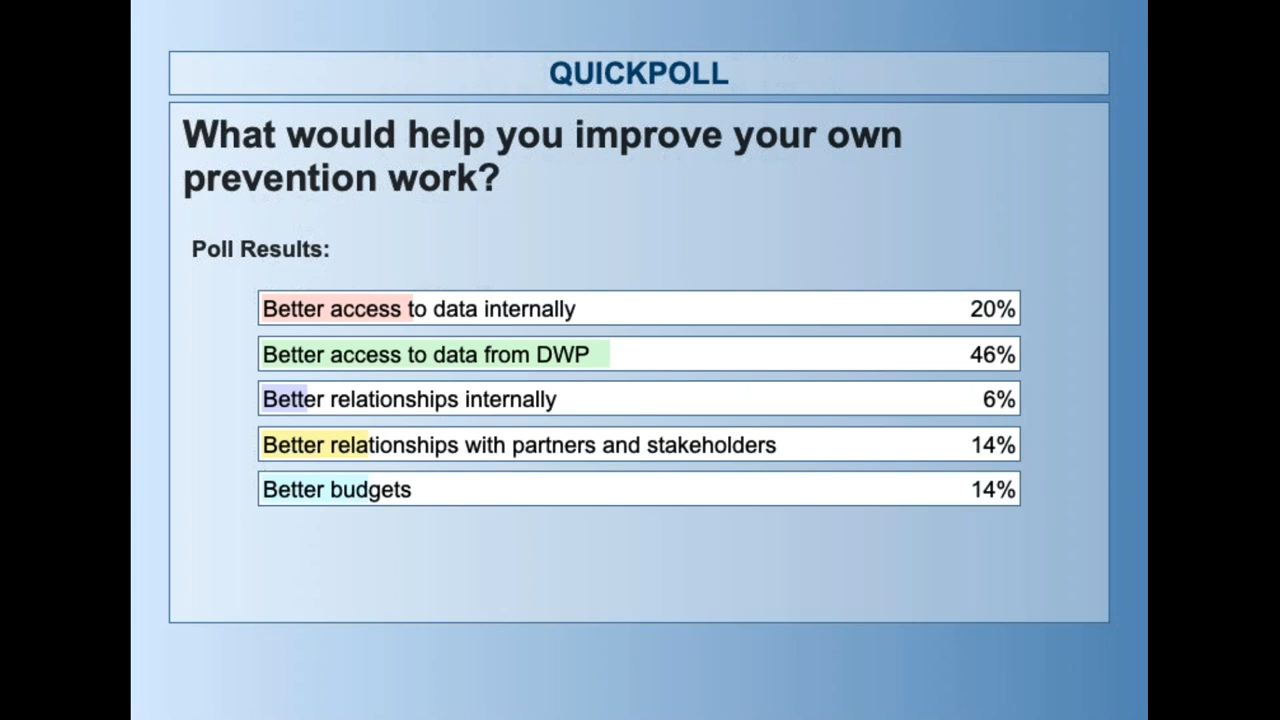 QUICKPOLL
What would help you improve your own
prevention work?
Poll Results:
Better access to data internally 20%
Better access to data from DWP 46%
Better relationships internally 6%
Better relationships with partners and stakeholders 14%
Better budgets 14%